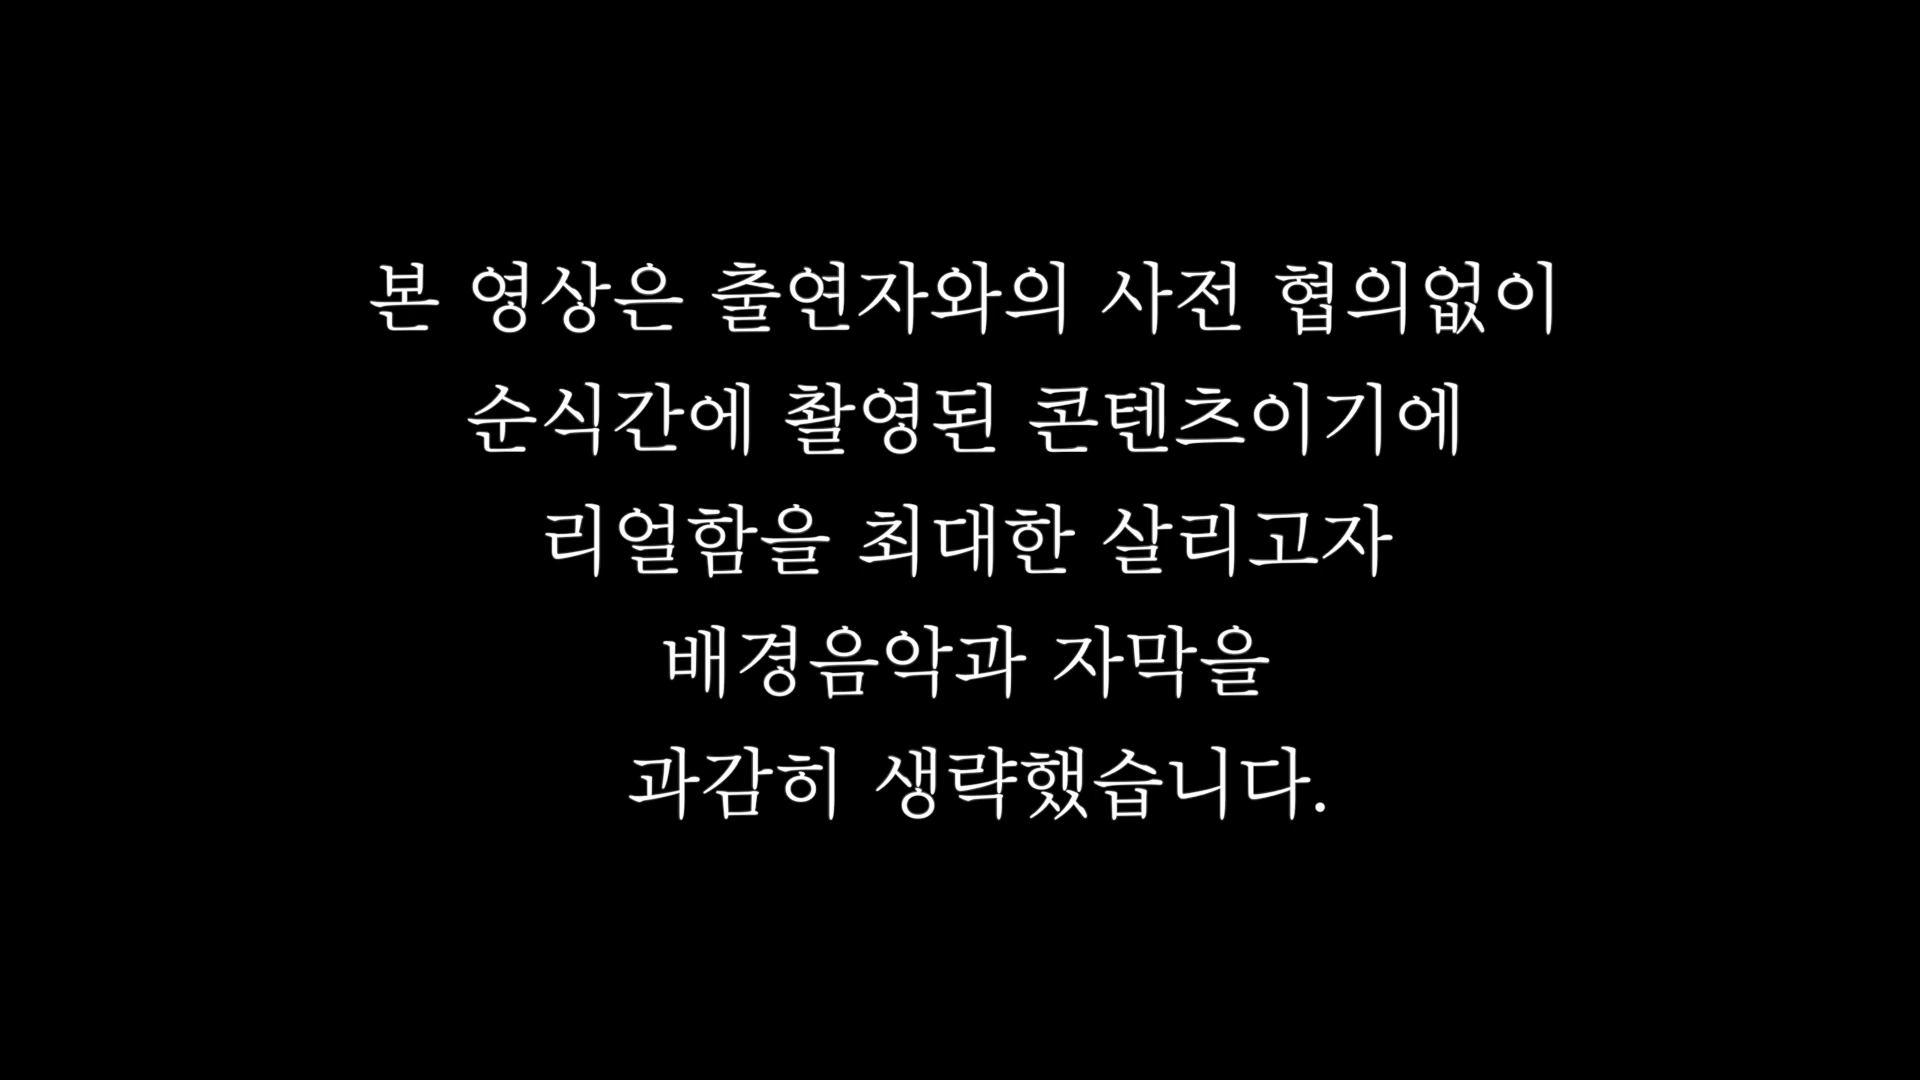 본 영상은 출연자와의 사전 협의없이
순식간에 촬영된 콘텐츠이기에
리얼함을 최대한 살리고자
배경음악과 자막을
과감히 생략했습니다.